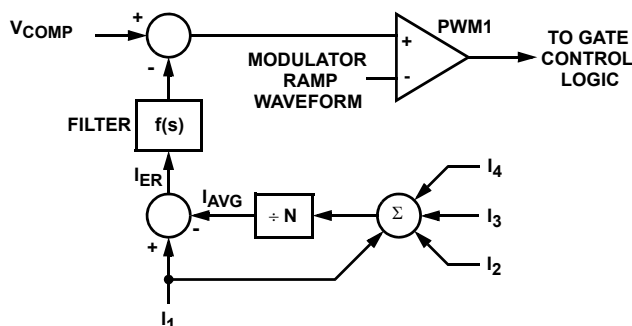 V_COMP
+
-
PWM1
+
-
MODULATOR
RAMP
WAVEFORM
TO GATE
CONTROL
LOGIC
FILTER
f(s)
I_ER
I_AVG
÷ N
Σ
I_4
I_3
I_2
+
-
I_1